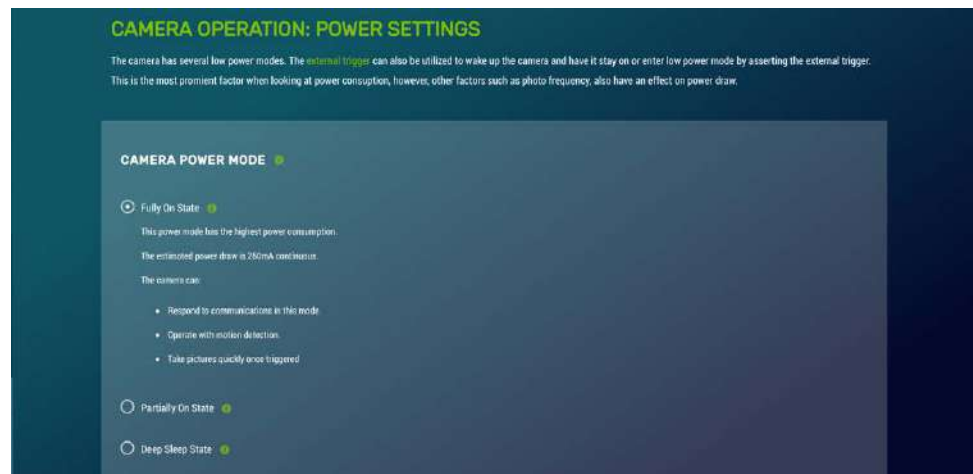 CAMERA OPERATION: POWER SETTINGS
The camera has several low power modes. The external trigger can also be utilized to wake up the camera and have it stay on or enter low power mode by asserting the external trigger.
This is the most promient factor when looking at power consuption, however, other factors such as photo frequency, also have an effect on power draw.
CAMERA POWER MODE
Fully On State
This power mode has the highest power consumption.
The estimated power draw is 260mA continuous.
The camera can:
Respond to communications in this mode
Operate with motion detection.
Take pictures quickly once triggered
Partially On State
Deep Sleep State